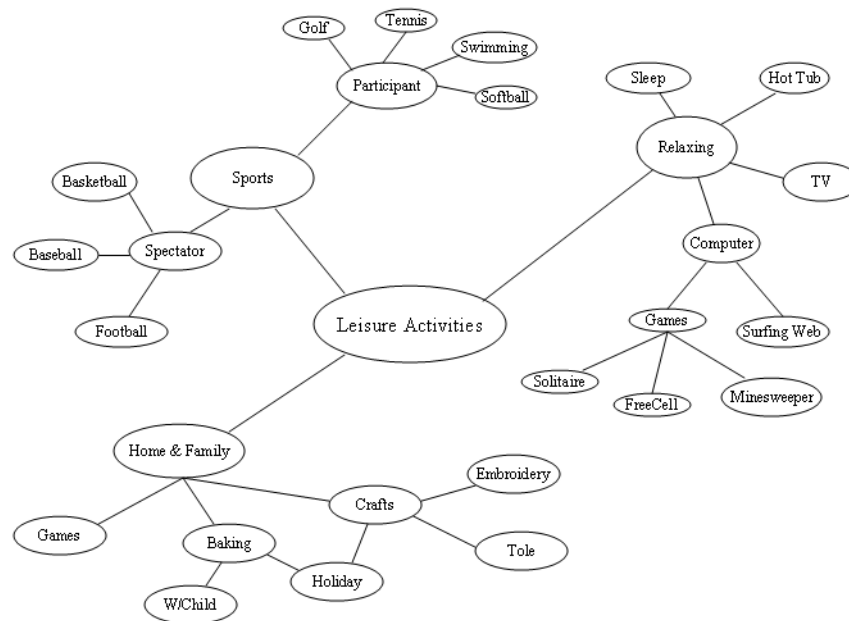 Golf
Tennis
Swimming
Participant
Softball
Sleep
Hot Tub
Relaxing
TV
Sports
Basketball
Spectator
Baseball
Football
Computer
Leisure Activities
Games
Surfing Web
Solitaire
FreeCell
Minesweeper
Home & Family
Embroidery
Crafts
Games
Baking
Tole
Holiday
W/Child